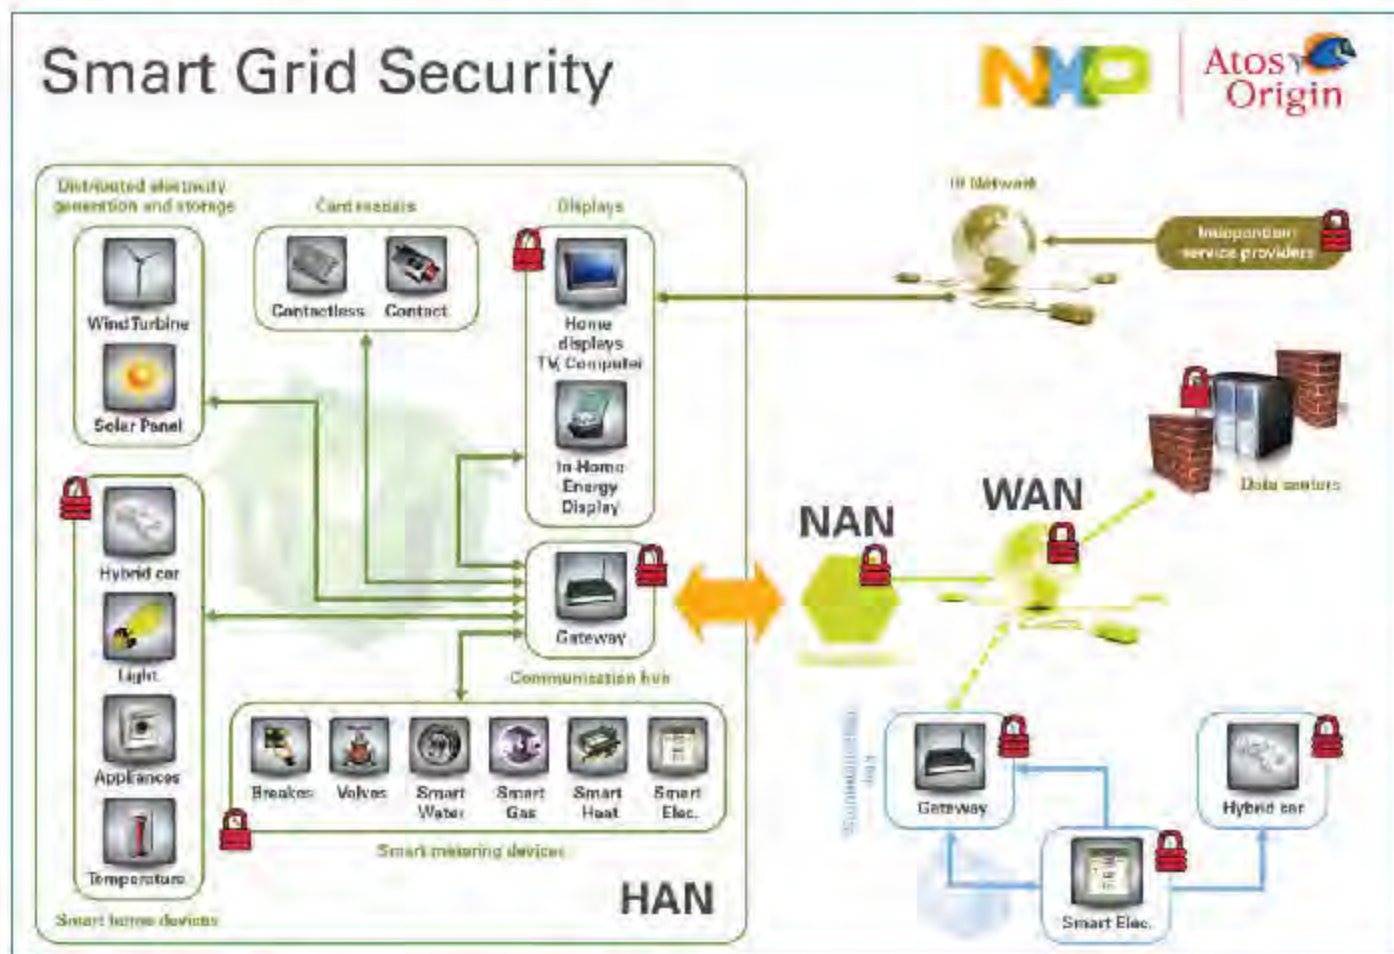 Smart Grid Security
NXP
Atos
Origin
Distributed electricity
generation and storage
Wind Turbine
Solar Panel
Card readers
Contactless
Contact
Displays
Home
displays
TV, Computer
In-Home
Energy
Display
Hybrid car
Light
Appliances
Temperature
Smart home devices
Gateway
Communication hub
Breakes
Valves
Smart
Water
Smart
Gas
Smart
Heat
Smart
Elec.
Smart metering devices
HAN
Network
service providers
NAN
WAN
Data centers
Gateway
Hybrid car
Smart Elec.